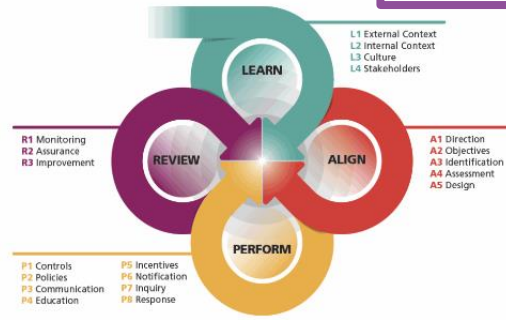 LEARN
L1 External Context
L2 Internal Context
L3 Culture
L4 Stakeholders
R1 Monitoring
R2 Assurance
R3 Improvement
REVIEW
ALIGN
A1 Direction
A2 Objectives
A3 Identification
A4 Assessment
A5 Design
PERFORM
P1 Controls
P2 Policies
P3 Communication
P4 Education
P5 Incentives
P6 Notification
P7 Inquiry
P8 Response